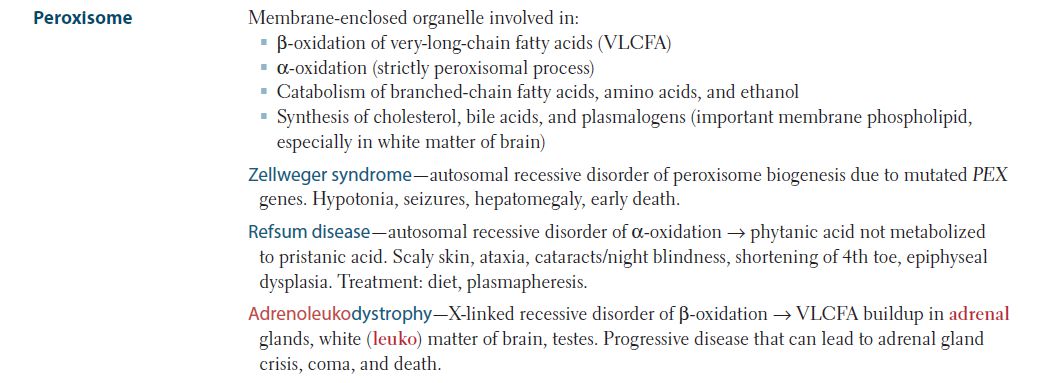 Peroxisome
Membrane-enclosed organelle involved in:
▪ β-oxidation of very-long-chain fatty acids (VLCFA)
▪ α-oxidation (strictly peroxisomal process)
▪ Catabolism of branched-chain fatty acids, amino acids, and ethanol
▪ Synthesis of cholesterol, bile acids, and plasmalogens (important membrane phospholipid,
especially in white matter of brain)
Zellweger syndrome—autosomal recessive disorder of peroxisome biogenesis due to mutated PEX
genes. Hypotonia, seizures, hepatomegaly, early death.
Refsum disease—autosomal recessive disorder of α-oxidation → phytanic acid not metabolized
to pristanic acid. Scaly skin, ataxia, cataracts/night blindness, shortening of 4th toe, epiphyseal
dysplasia. Treatment: diet, plasmapheresis.
Adrenoleukodystrophy—X-linked recessive disorder of β-oxidation → VLCFA buildup in adrenal
glands, white (leuko) matter of brain, testes. Progressive disease that can lead to adrenal gland
crisis, coma, and death.